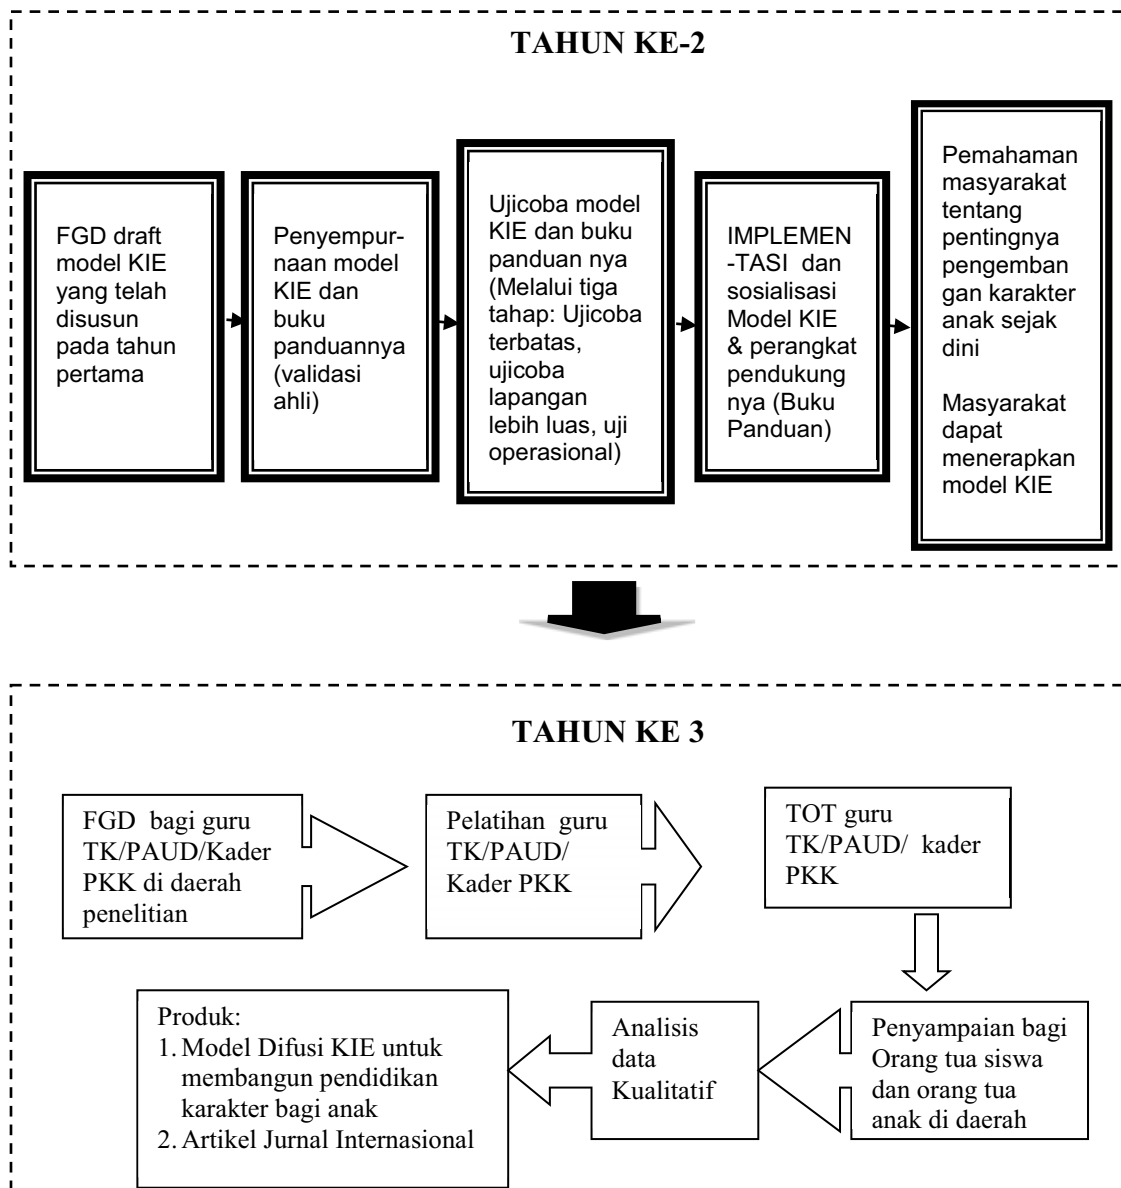 TAHUN KE-2
FGD draft
model KIE
yang telah
disusun
pada tahun
pertama
Penyempur-
naan model
KIE dan
buku
panduannya
(validasi
ahli)
Ujicoba model
KIE dan buku
panduan nya
(Melalui tiga
tahap: Ujicoba
terbatas,
ujicoba
lapangan
lebih luas, uji
operasional)
IMPLEMEN
-TASI dan
sosialisasi
Model KIE
& perangkat
pendukung
nya (Buku
Panduan)
Pemahaman
masyarakat
tentang
pentingnya
pengemban
gan karakter
anak sejak
dini
Masyarakat
dapat
menerapkan
model KIE
TAHUN KE 3
FGD bagi guru
TK/PAUD/Kader
PKK di daerah
penelitian
Pelatihan guru
TK/PAUD/
Kader PKK
TOT guru
TK/PAUD/ kader
PKK
Penyampaian bagi
Orang tua siswa
dan orang tua
anak di daerah
Analisis
data
Kualitatif
Produk:
1. Model Difusi KIE untuk
membangun pendidikan
karakter bagi anak
2. Artikel Jurnal Internasional